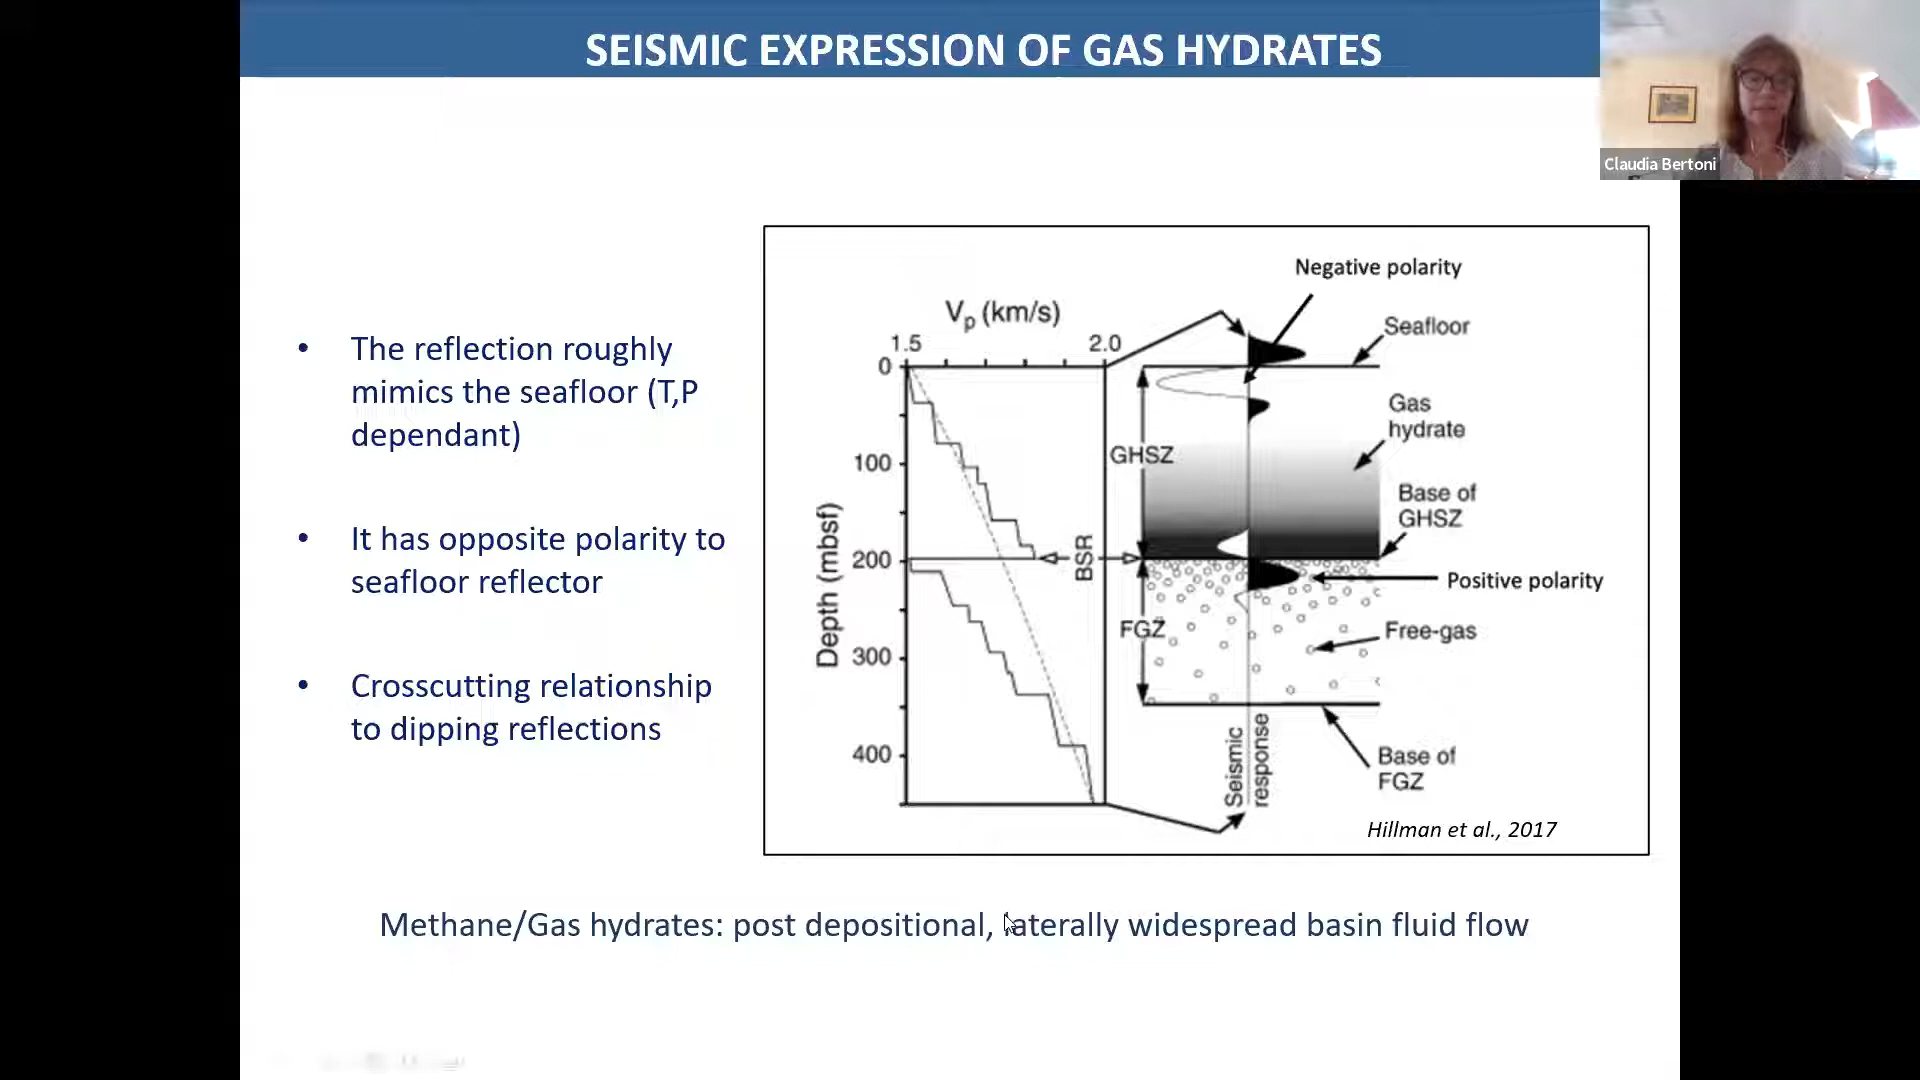 SEISMIC EXPRESSION OF GAS HYDRATES
Claudia Bertoni
• The reflection roughly
mimics the seafloor (T,P
dependant)
• It has opposite polarity to
seafloor reflector
• Crosscutting relationship
to dipping reflections
Negative polarity
Vp (km/s)
1.5
2.0
Seafloor
0
Gas
hydrate
GHSZ
100
Base of
GHSZ
Depth (mbsf)
200
BSR
Positive polarity
FGZ
Free-gas
300
Seismic
response
400
Base of
FGZ
Hillman et al., 2017
Methane/Gas hydrates: post depositional, laterally widespread basin fluid flow